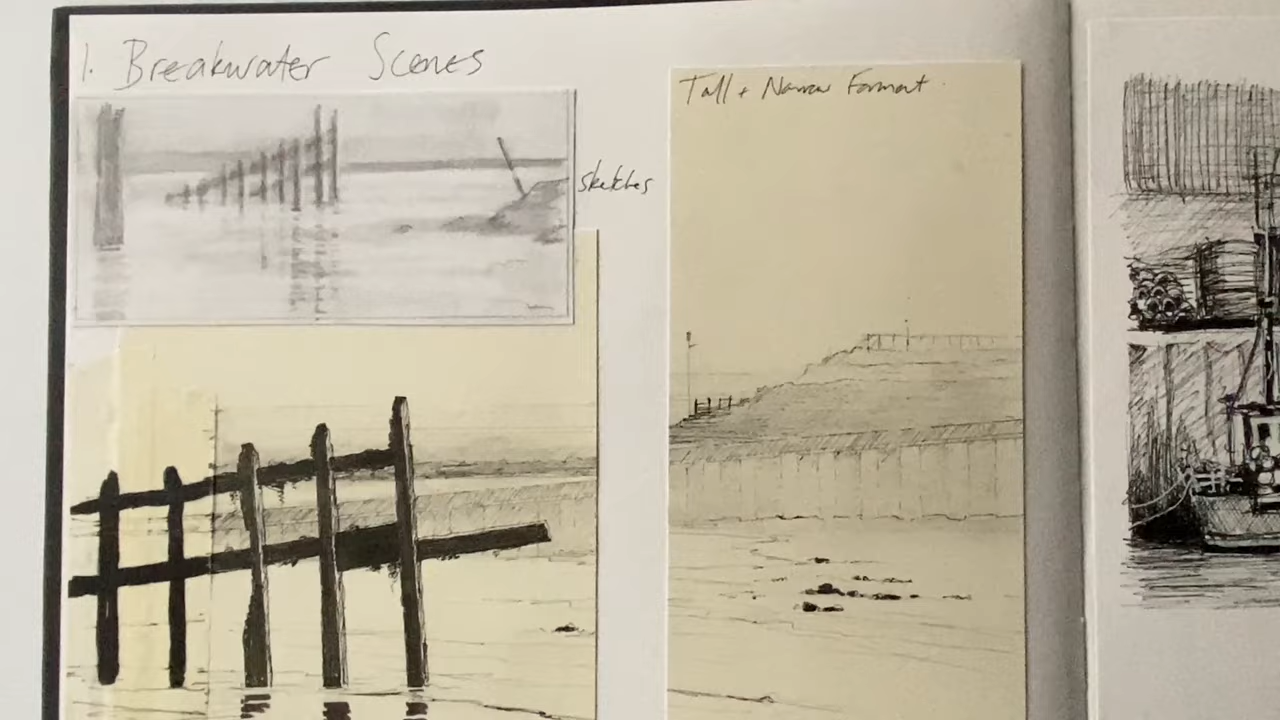 1. Breakwater Scenes
Tall + Narrow Format.
sketches